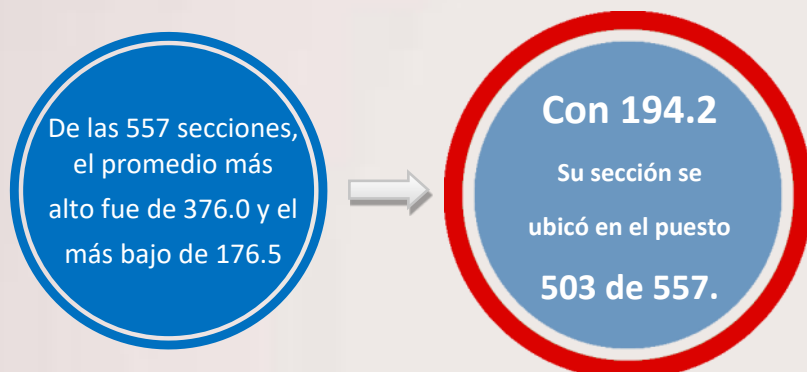 De las 557 secciones,
el promedio más
alto fue de 376.0 y el
más bajo de 176.5
Con 194.2
Su sección se
ubicó en el puesto
503 de 557.